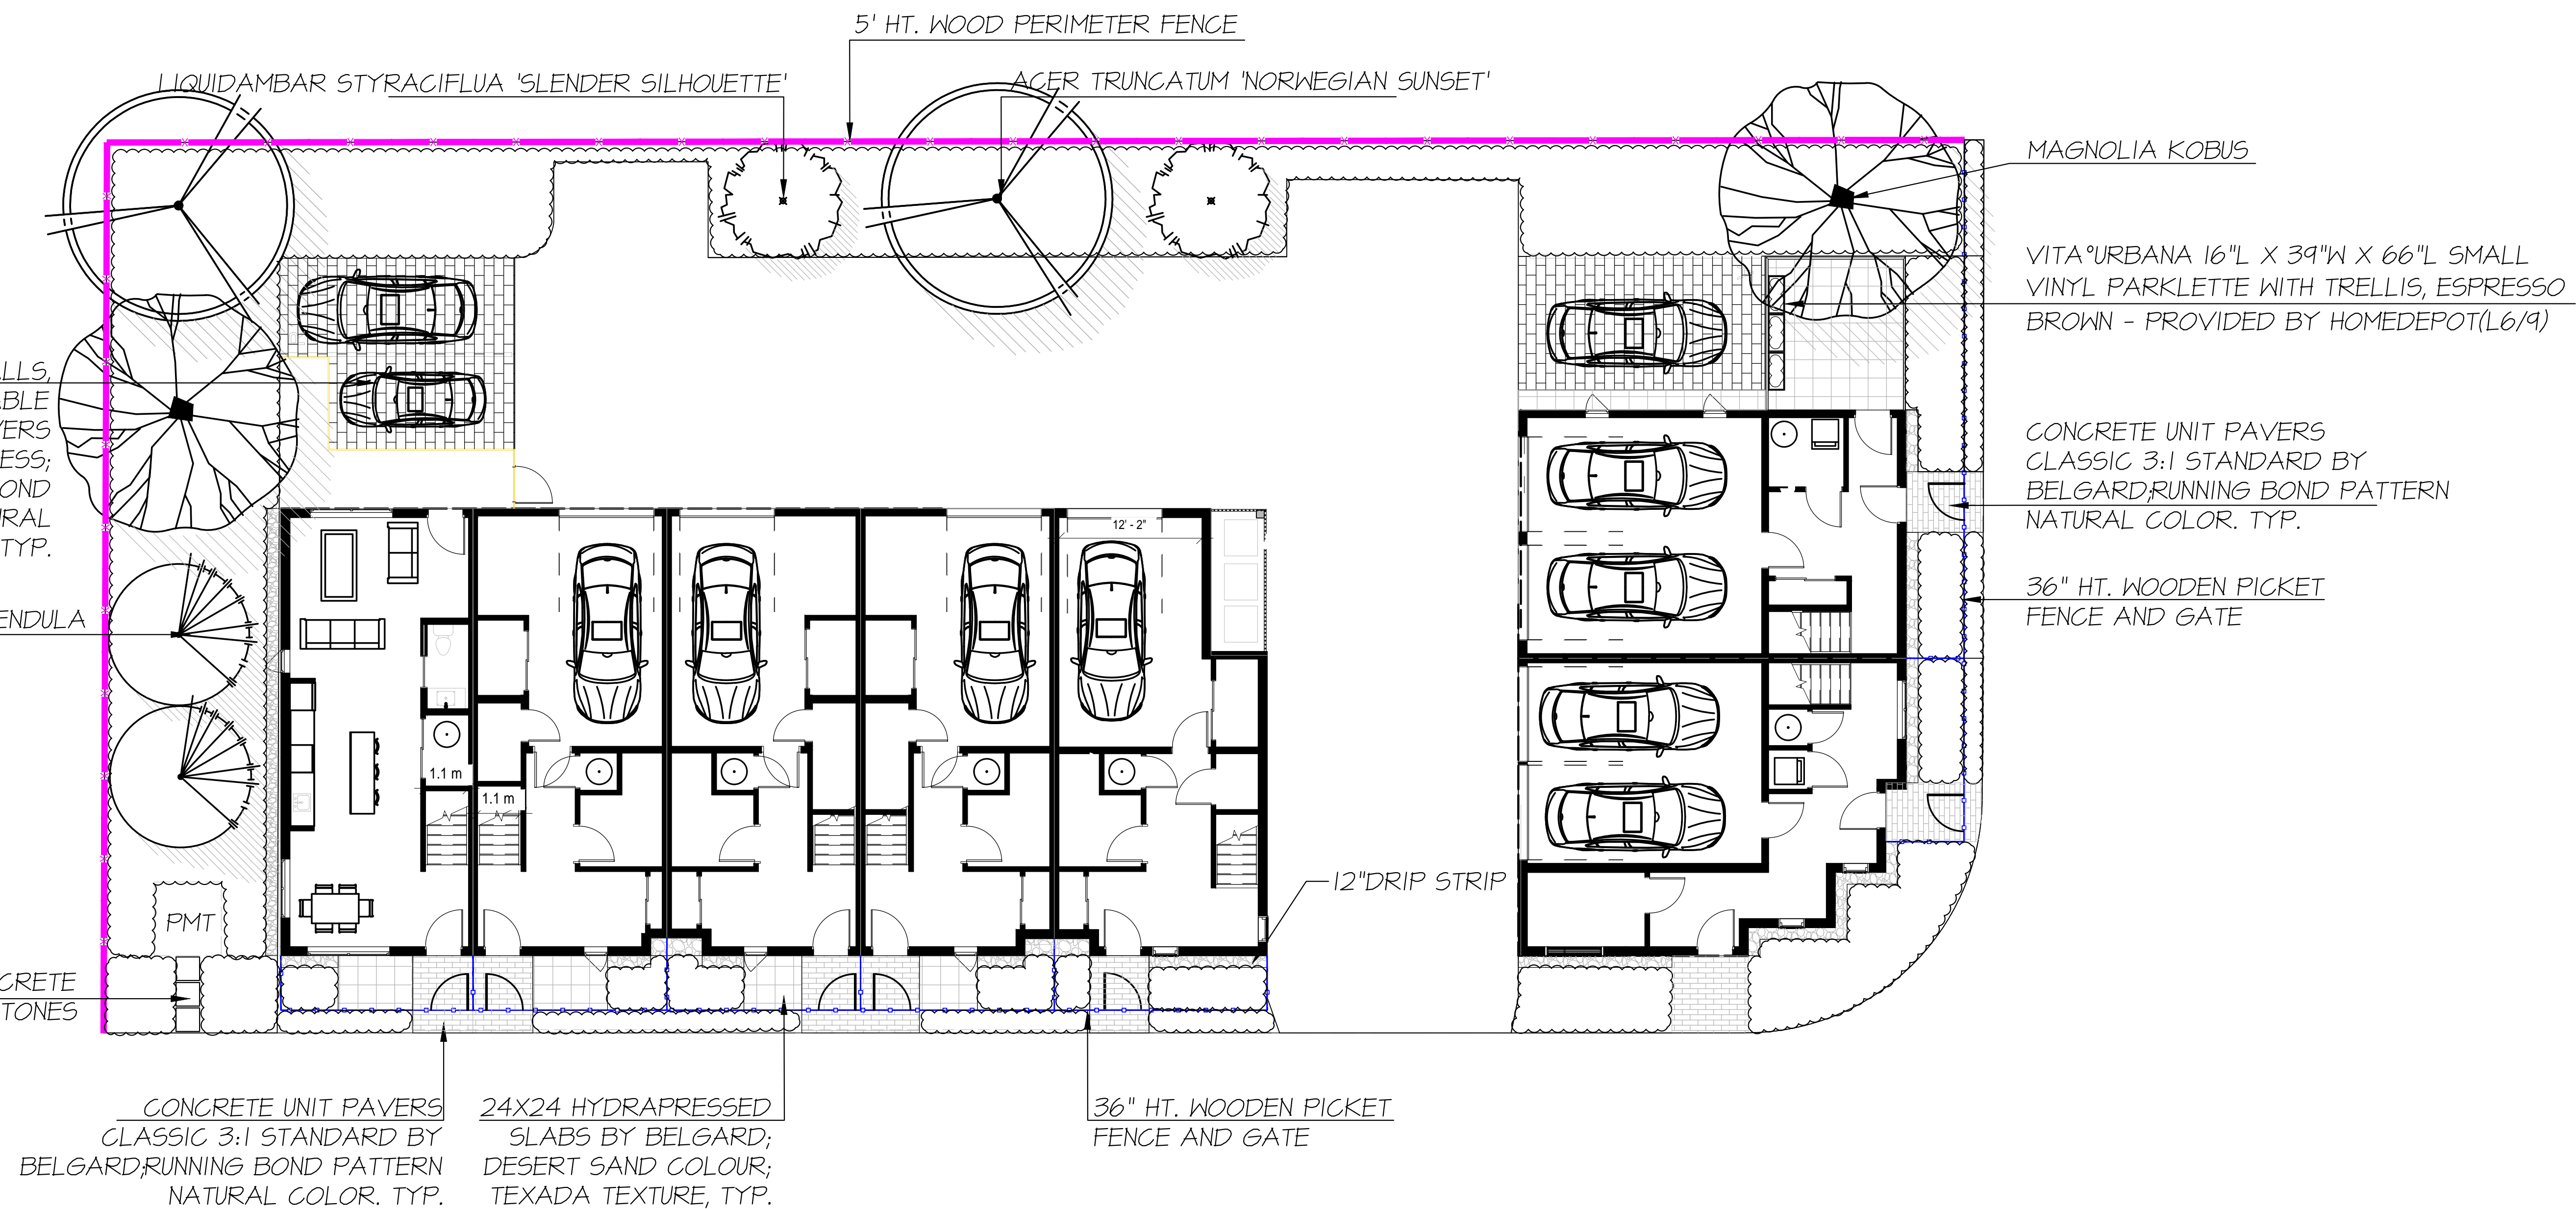 5' HT. WOOD PERIMETER FENCE
LIQUIDAMBAR STYRACIFLUA 'SLENDER SILHOUETTE'
ACER TRUNCATUM 'NORWEGIAN SUNSET'
MAGNOLIA KOBUS
VITA°URBANA 16"L X 39"W X 66"L SMALL
VINYL PARKLETTE WITH TRELLIS, ESPRESSO
BROWN - PROVIDED BY HOMEDEPOT(L6/9)
ALLS,
ABLE
VERS
ESS;
OND
URAL
TYP.
CONCRETE UNIT PAVERS
CLASSIC 3:1 STANDARD BY
BELGARD;RUNNING BOND PATTERN
NATURAL COLOR. TYP.
12' - 2"
36" HT. WOODEN PICKET
FENCE AND GATE
ENDULA
1.1 m
1.1 m
12"DRIP STRIP
PMT
CRETE
TONES
CONCRETE UNIT PAVERS
CLASSIC 3:1 STANDARD BY
BELGARD;RUNNING BOND PATTERN
NATURAL COLOR. TYP.
24X24 HYDRAPRESSED
SLABS BY BELGARD;
DESERT SAND COLOUR;
TEXADA TEXTURE, TYP.
36" HT. WOODEN PICKET
FENCE AND GATE